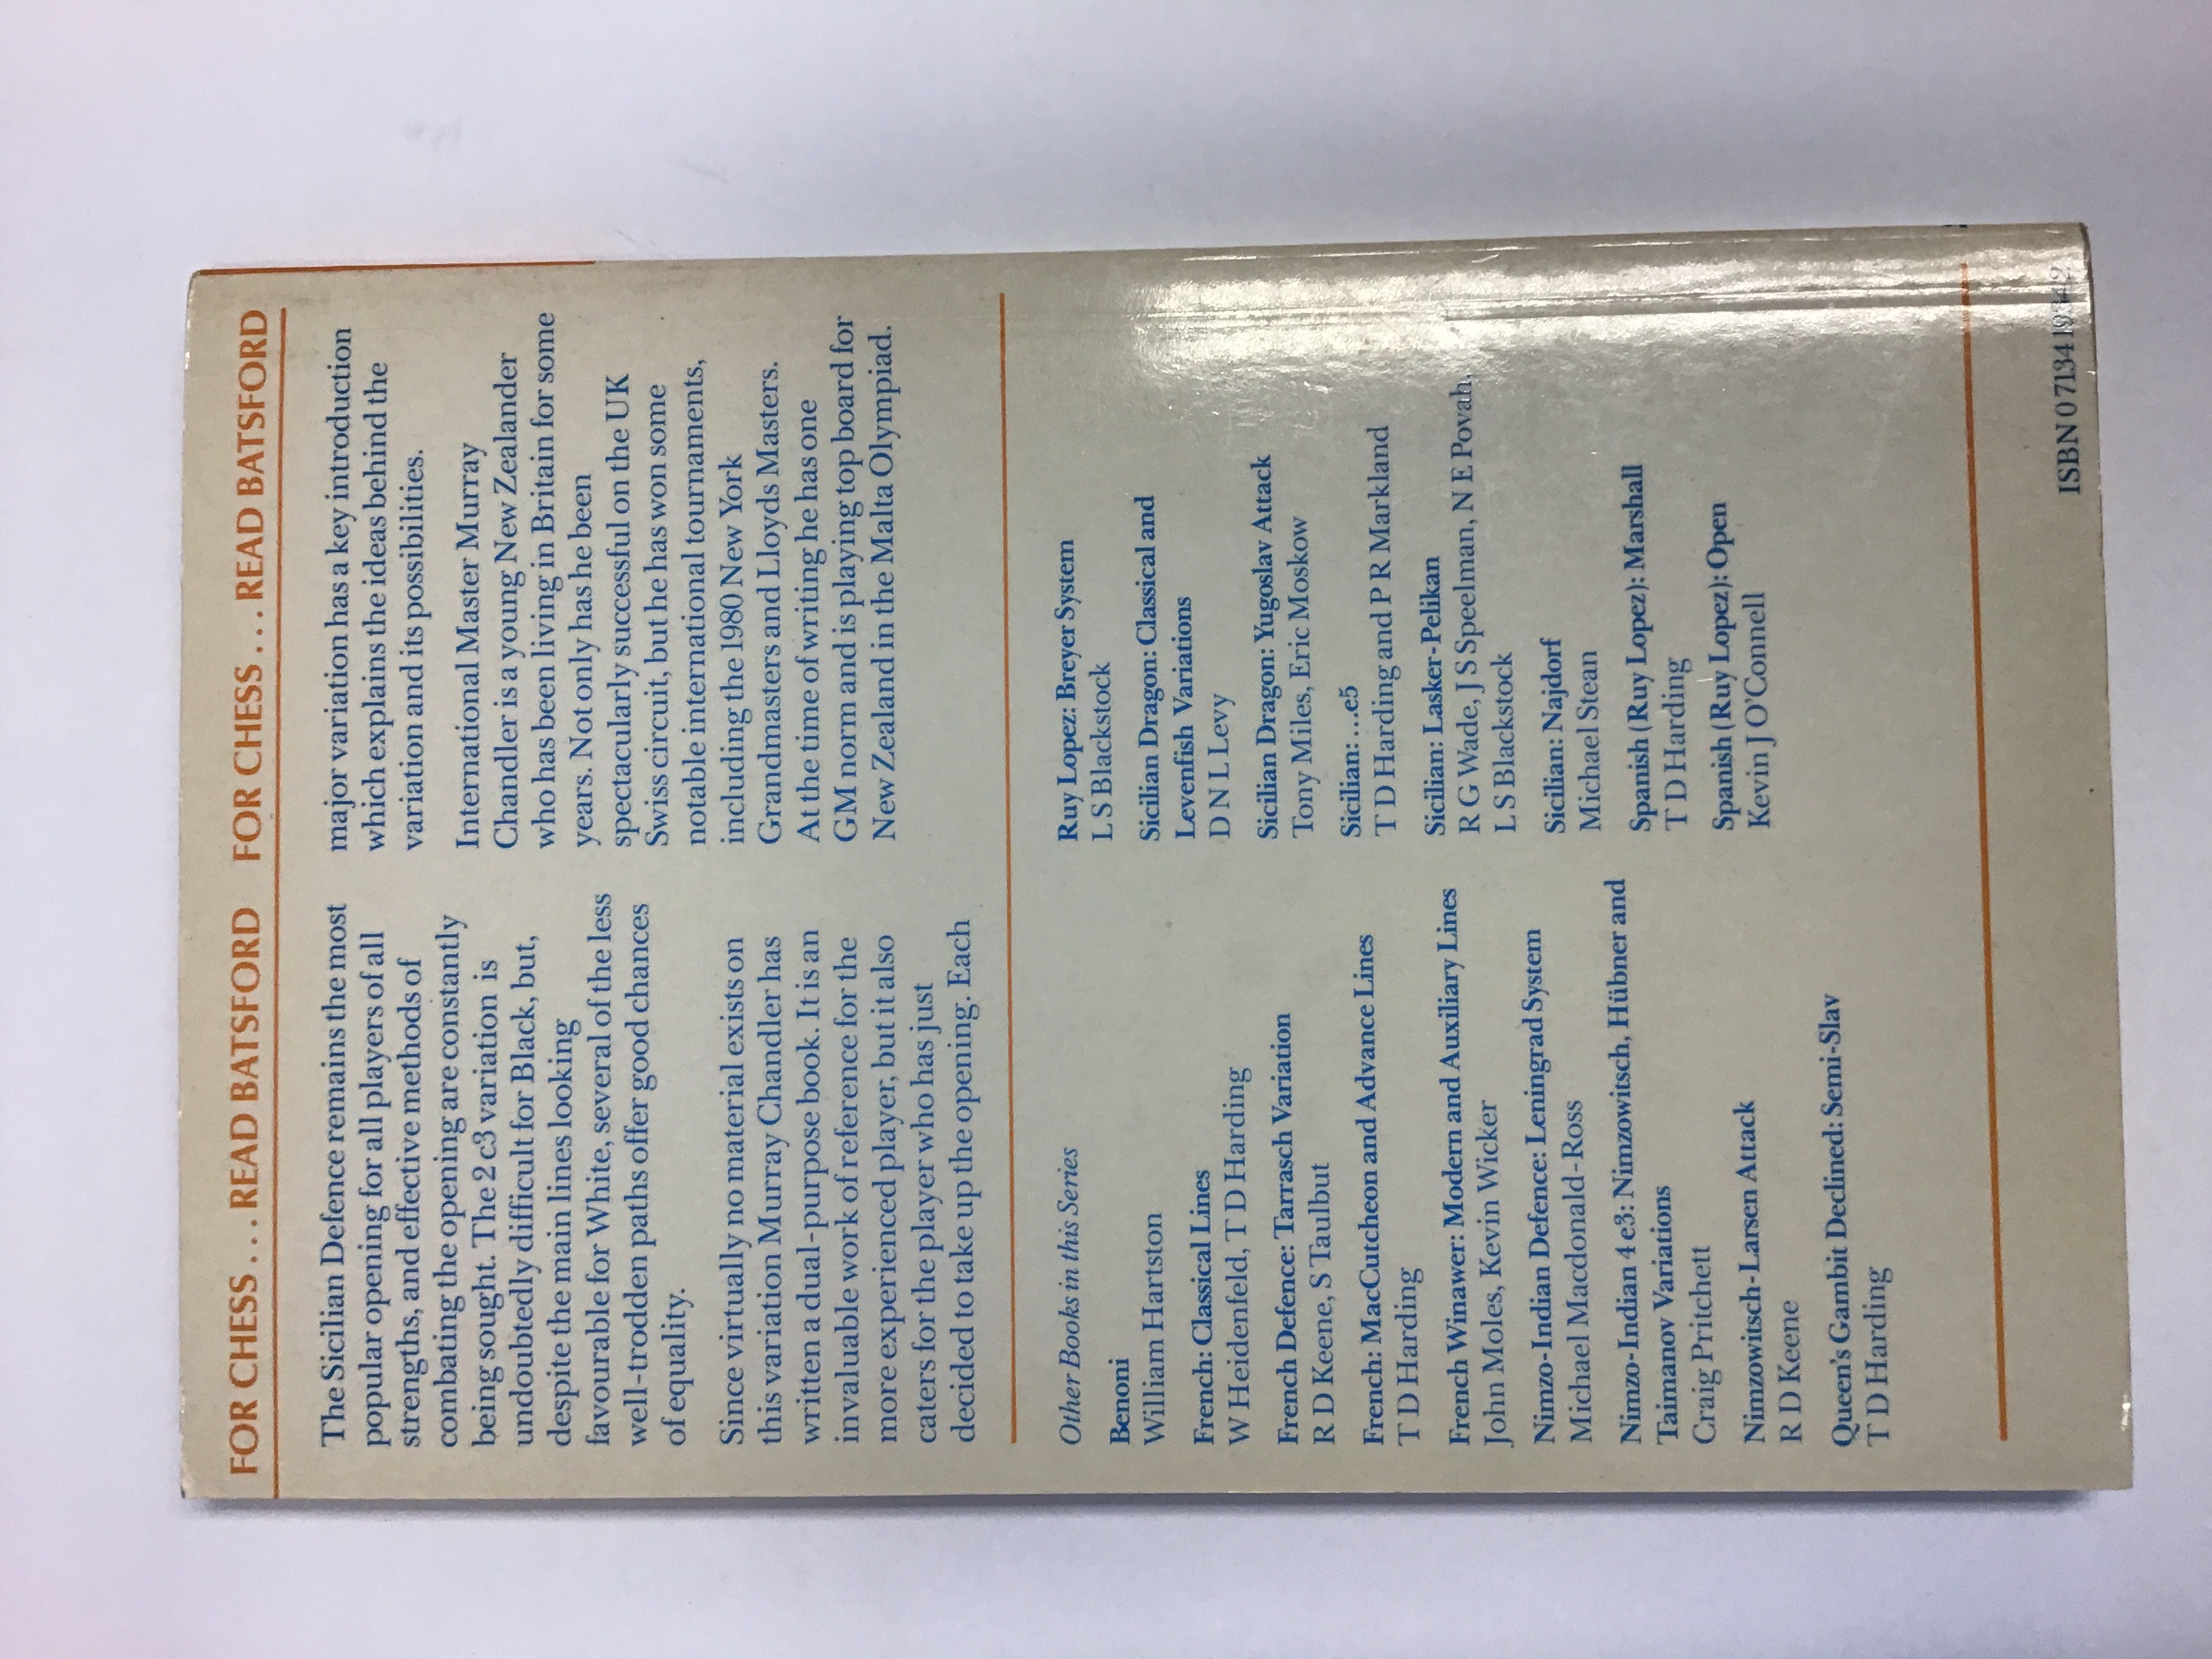 FOR CHESS... READ BATSFORD FOR CHESS... READ BATSFORD
The Sicilian Defence remains the most
popular opening for all players of all
strengths, and effective methods of
combating the opening are constantly
being sought. The 2 c3 variation is
undoubtedly difficult for Black, but,
despite the main lines looking
favourable for White, several of the less
well-trodden paths offer good chances
of equality.
Since virtually no material exists on
this variation Murray Chandler has
written a dual-purpose book. It is an
invaluable work of reference for the
more experienced player, but it also
caters for the player who has just
decided to take up the opening. Each
major variation has a key introduction
which explains the ideas behind the
variation and its possibilities.
International Master Murray
Chandler is a young New Zealander
who has been living in Britain for some
years. Not only has he been
spectacularly successful on the UK
Swiss circuit, but he has won some
notable international tournaments,
including the 1980 New York
Grandmasters and Lloyds Masters.
At the time of writing he has one
GM norm and is playing top board for
New Zealand in the Malta Olympiad.
Other Books in this Series
Benoni
William Hartston
French: Classical Lines
W Heidenfeld, T D Harding
French Defence: Tarrasch Variation
R D Keene, S Taulbut
French: MacCutcheon and Advance Lines
T D Harding
French Winawer: Modern and Auxiliary Lines
John Moles, Kevin Wicker
Nimzo-Indian Defence: Leningrad System
Michael Macdonald-Ross
Nimzo-Indian 4 e3: Nimzowitsch, Hübner and
Taimanov Variations
Craig Pritchett
Nimzowitsch-Larsen Attack
R D Keene
Queen's Gambit Declined: Semi-Slav
T D Harding
Ruy Lopez: Breyer System
L S Blackstock
Sicilian Dragon: Classical and
Levenfish Variations
D N L Levy
Sicilian Dragon: Yugoslav Attack
Tony Miles, Eric Moskow
Sicilian: ...e5
T D Harding and P R Markland
Sicilian: Lasker-Pelikan
R G Wade, J S Speelman, N E Povah,
L S Blackstock
Sicilian: Najdorf
Michael Stean
Spanish (Ruy Lopez): Marshall
T D Harding
Spanish (Ruy Lopez): Open
Kevin J O'Connell
ISBN 0 7134